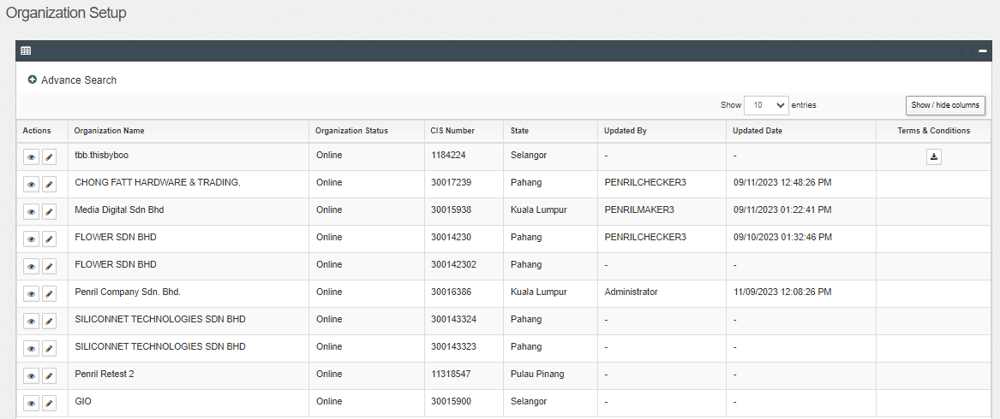 Organization Setup
Advance Search
Show 10 entries Show / hide columns
Actions Organization Name Organization Status CIS Number State Updated By Updated Date Terms & Conditions
tbb.thisbyboo Online 1184224 Selangor - -
CHONG FATT HARDWARE & TRADING, Online 30017239 Pahang PENRILCHECKER3 09/11/2023 12:48:26 PM
Media Digital Sdn Bhd Online 30015938 Kuala Lumpur PENRILMAKER3 09/11/2023 01:22:41 PM
FLOWER SDN BHD Online 30014230 Pahang PENRILCHECKER3 09/10/2023 01:32:46 PM
FLOWER SDN BHD Online 300142302 Pahang - -
Penril Company Sdn. Bhd. Online 30016386 Kuala Lumpur Administrator 11/09/2023 12:08:26 PM
SILICONNET TECHNOLOGIES SDN BHD Online 300143324 Pahang - -
SILICONNET TECHNOLOGIES SDN BHD Online 300143323 Pahang - -
Penril Retest 2 Online 11318547 Pulau Pinang - -
GIO Online 30015900 Selangor - -